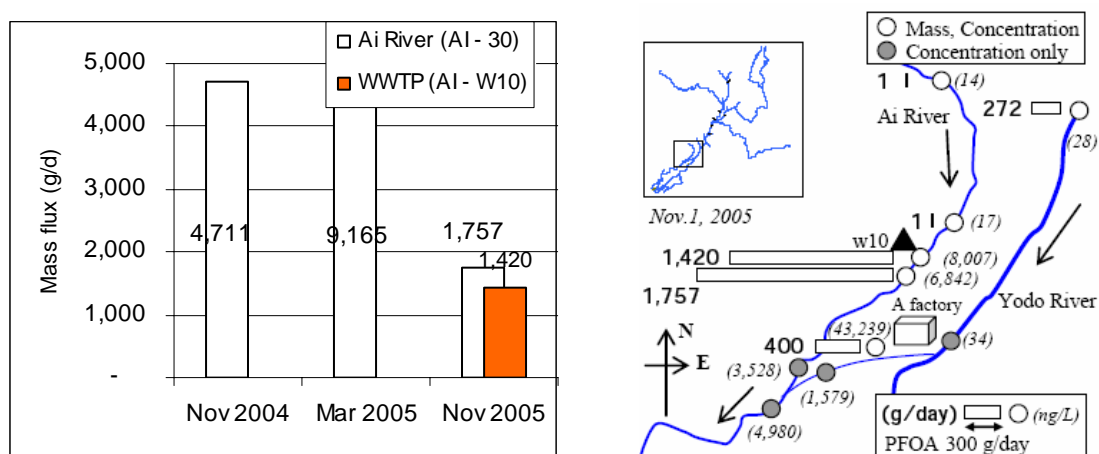 Ai River (AI - 30)
WWTP (AI - W10)
Mass flux (g/d)
5,000
4,000
3,000
2,000
1,000
-
4,711
9,165
1,757
1,420
Nov 2004
Mar 2005
Nov 2005
Mass, Concentration
Concentration only
1
(14)
272
Ai River
(28)
Nov.1, 2005
1
(17)
w10
1,420
(8,007)
(6,842)
1,757
Yodo River
A factory
N
E
(43,239)
400
(34)
(3,528)
(1,579)
(4,980)
(g/day)
(ng/L)
PFOA 300 g/day